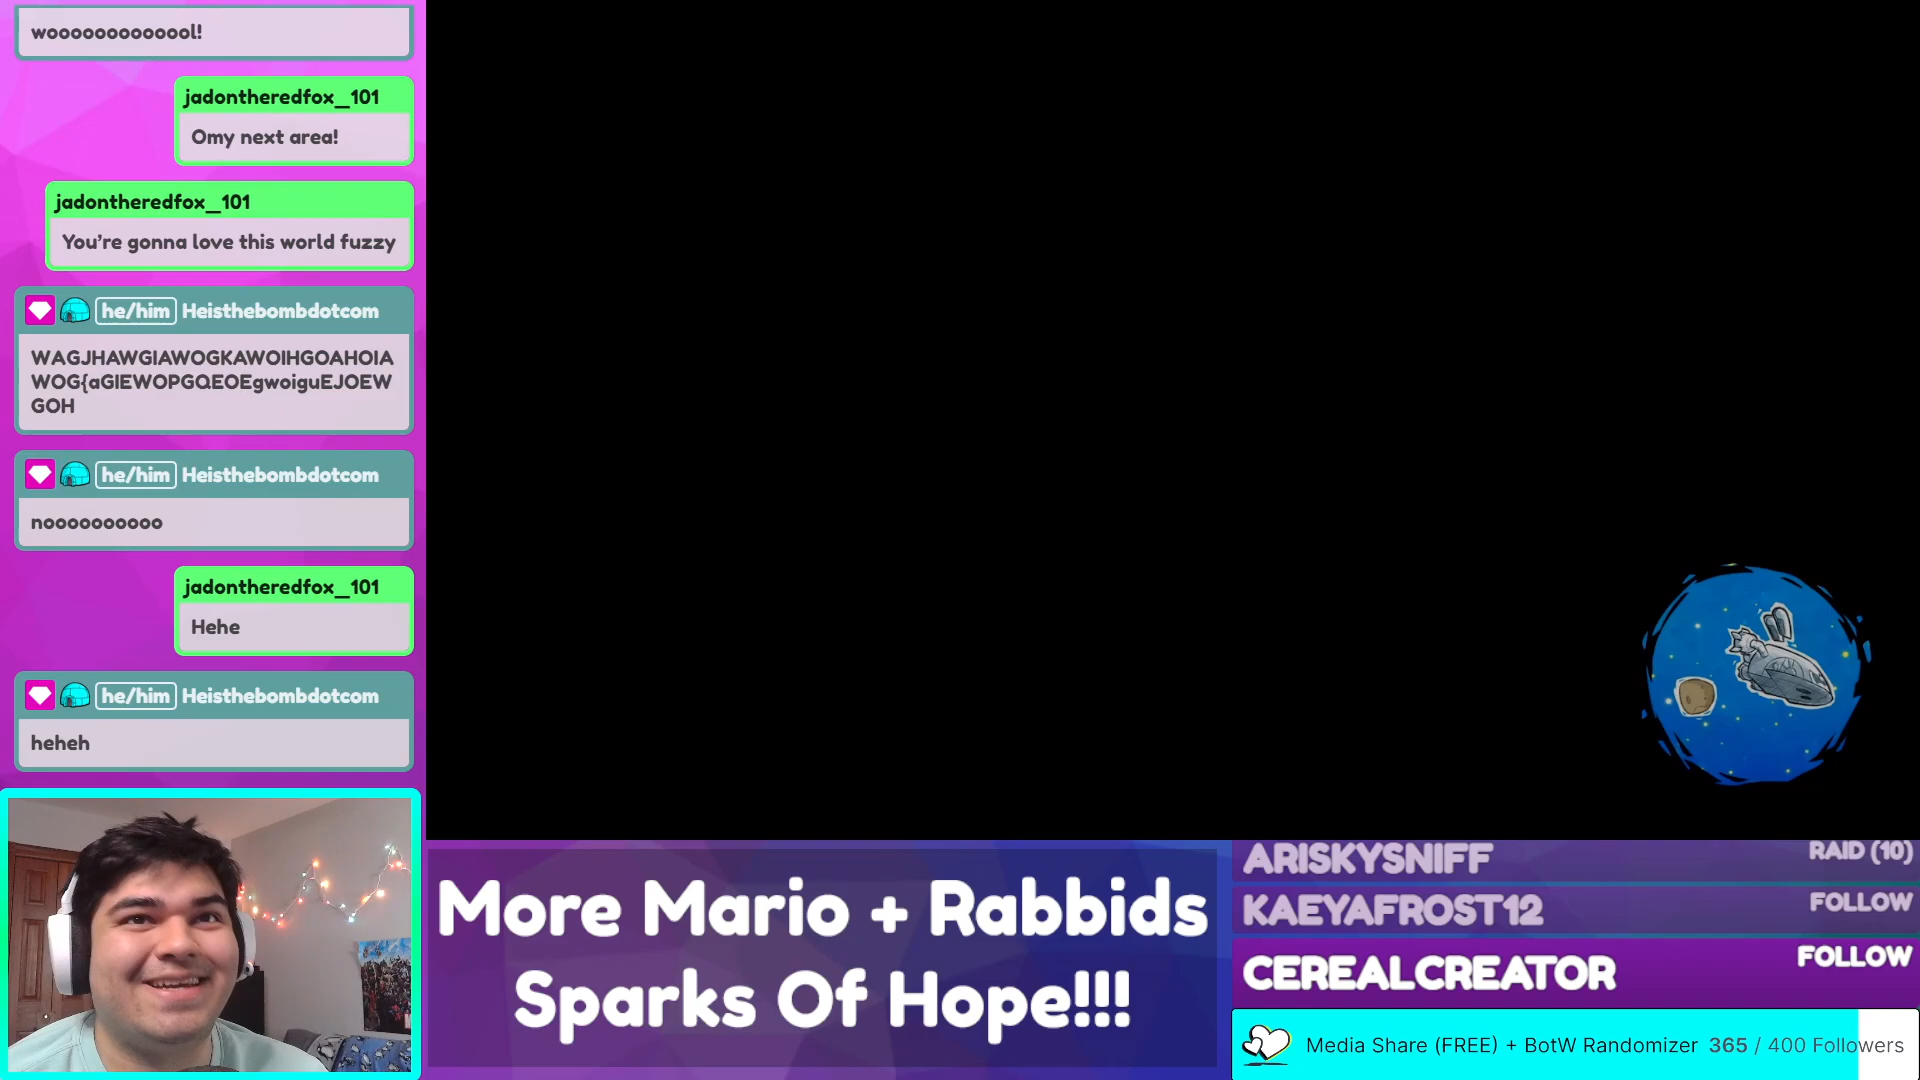 woooooooooool!
jadontheredfox_101
Omy next area!
jadontheredfox_101
You're gonna love this world fuzzy
he/him Heisthebombdotcom
WAGJHAWGIAWOGKAWOIHGOAHOIA
WOG{aGIEWOPGQEOEgwoiguEJOEW
GOH
he/him Heisthebombdotcom
noooooooooo
jadontheredfox_101
Hehe
he/him Heisthebombdotcom
heheh
More Mario + Rabbids
Sparks Of Hope!!!
ARISKYSNIFF RAID (10)
KAEYAFROST12 FOLLOW
CEREALCREATOR FOLLOW
Media Share (FREE) + BotW Randomizer 365 / 400 Followers